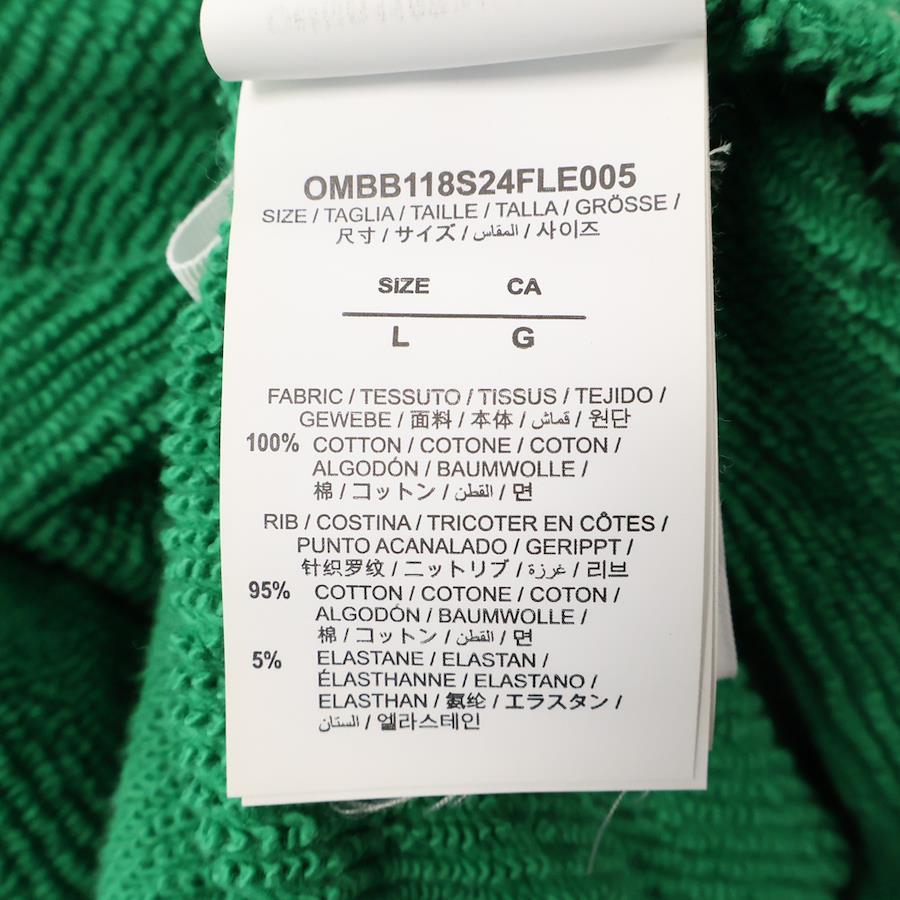 OMBB118S24FLE005
SIZE / TAGLIA / TAILLE / TALLA / GRÖSSE /
尺寸 / サイズ / المقاس / 사이즈
SIZE CA
L G
FABRIC / TESSUTO / TISSUS / TEJIDO /
GEWEBE / 面料 / 本体 / قماش / 원단
100% COTTON / COTONE / COTON /
ALGODÓN / BAUMWOLLE /
棉 / コットン / القطن / 면
RIB / COSTINA / TRICOTER EN CÔTES /
PUNTO ACANALADO / GERIPPT /
针织罗纹 / ニットリブ / غرزة / 리브
95% COTTON / COTONE / COTON /
ALGODÓN / BAUMWOLLE /
棉 / コットン / القطن / 면
5% ELASTANE / ELASTAN /
ÉLASTHANNE / ELASTANO /
ELASTHAN / 氨纶 / エラスタン /
الستان / 엘라스테인